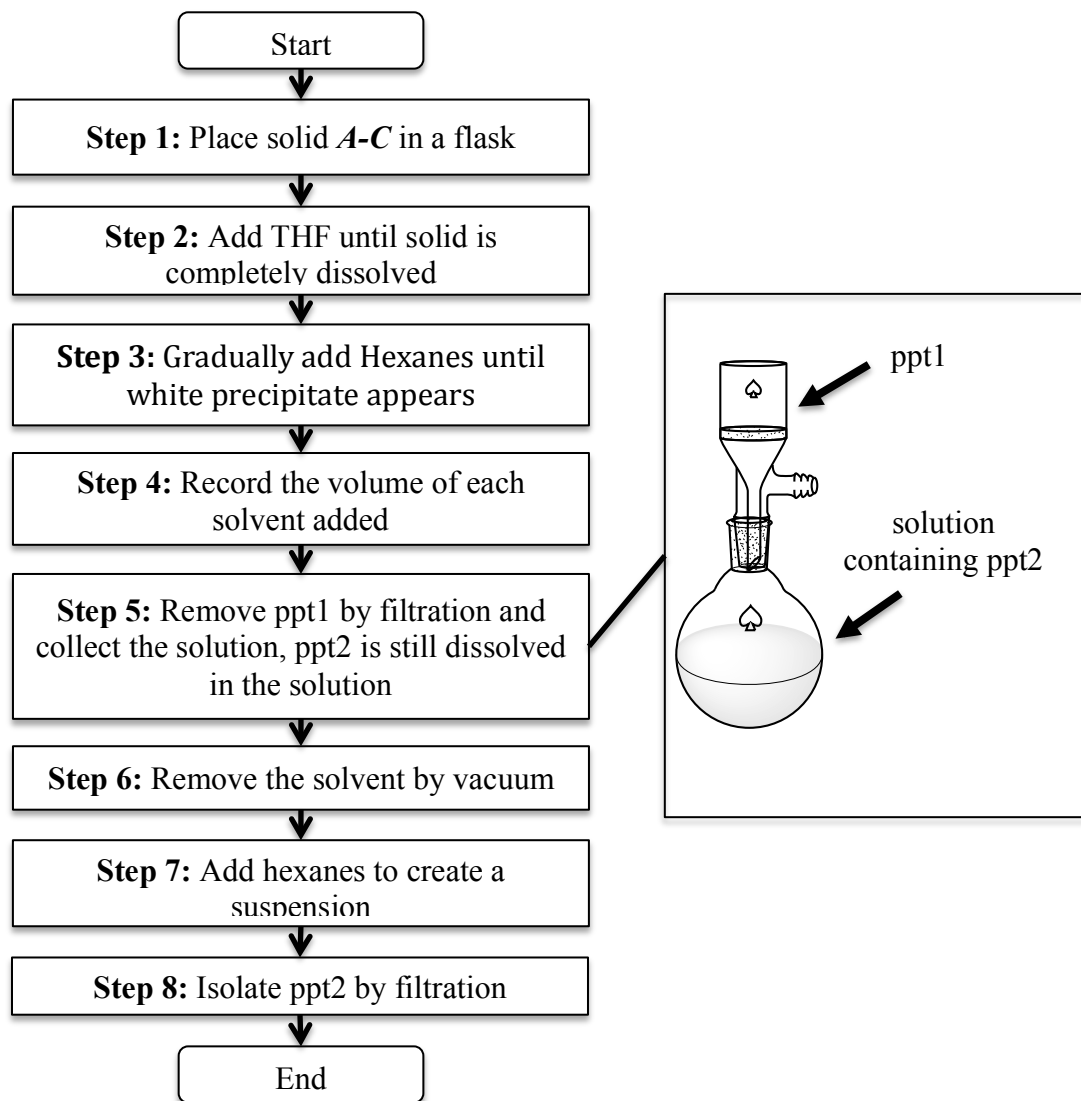 Start
Step 1: Place solid A-C in a flask
Step 2: Add THF until solid is
completely dissolved
Step 3: Gradually add Hexanes until
white precipitate appears
Step 4: Record the volume of each
solvent added
Step 5: Remove ppt1 by filtration and
collect the solution, ppt2 is still dissolved
in the solution
Step 6: Remove the solvent by vacuum
Step 7: Add hexanes to create a
suspension
Step 8: Isolate ppt2 by filtration
End
ppt1
solution
containing ppt2